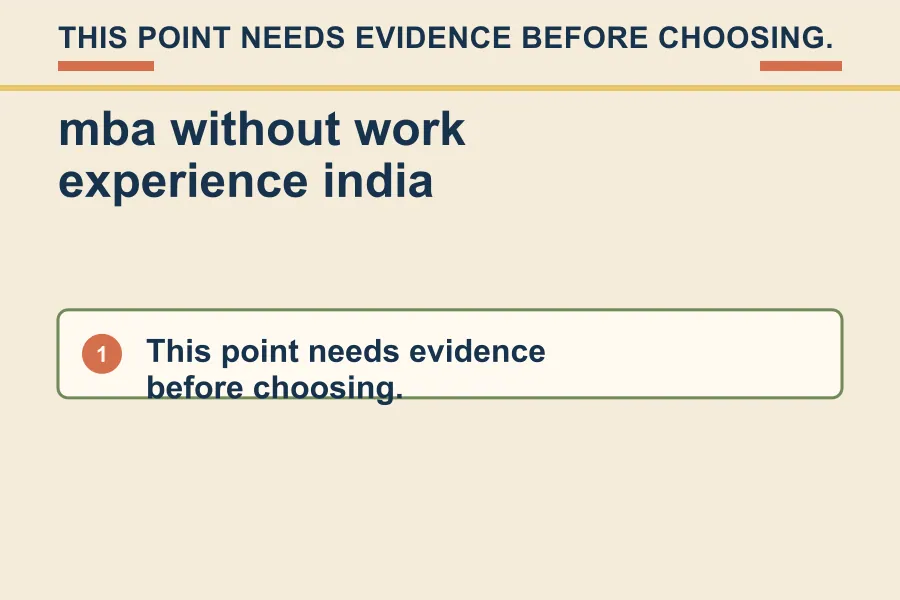 THIS POINT NEEDS EVIDENCE BEFORE CHOOSING.
mba without work
experience india
1
This point needs evidence
before choosing.